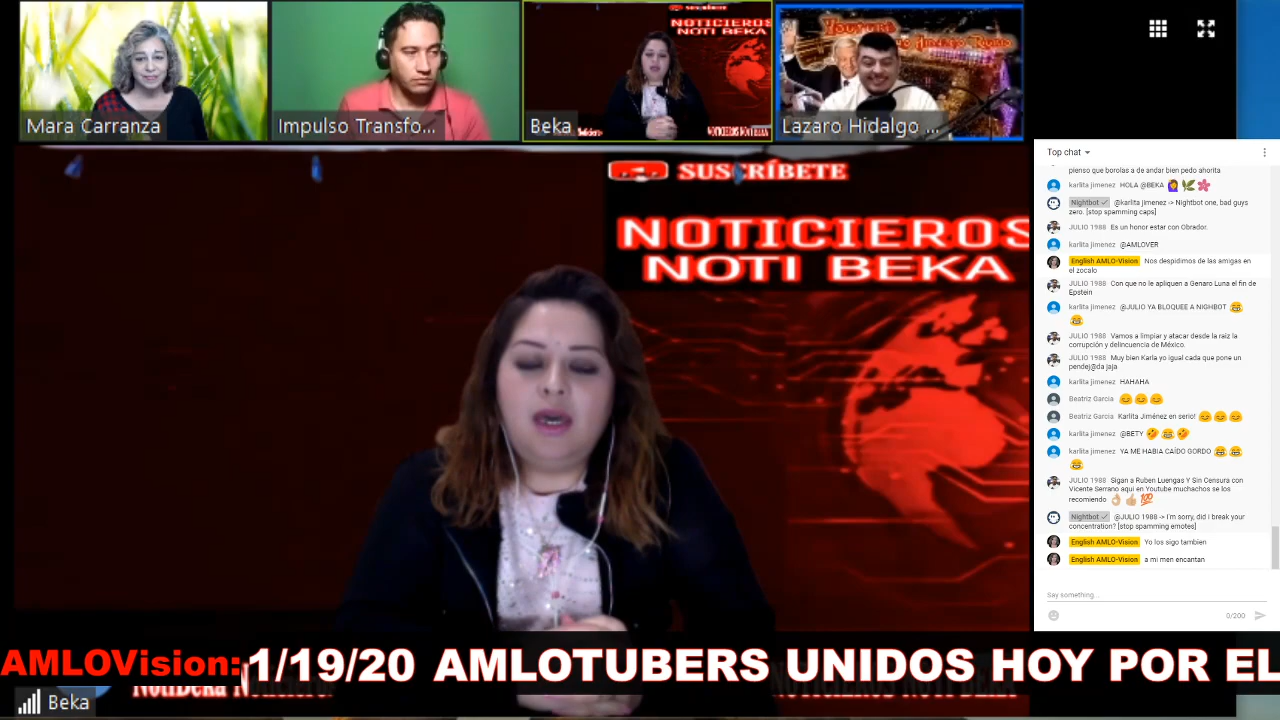 SUSCRIBETE
NOTICIEROS
NOTI BEKA
YouTube
Mara Carranza
Impulso Transfo...
Beka
NOTICIEROS NOTI BEKA
Lazaro Hidalgo ...
SUSCRÍBETE
NOTICIEROS
NOTI BEKA
Top chat
pienso que borolas a de andar bien pedo ahorita
karlita jimenez HOLA @BEKA 🙋‍♀️🌿🌸
Nightbot ✓ @karlita jimenez -> Nightbot one, bad guys
zero. [stop spamming caps]
JULIO 1988 Es un honor estar con Obrador.
karlita jimenez @AMLOVER
English AMLO-Vision Nos despidimos de las amigas en
el zocalo
JULIO 1988 Con que no le apliquen a Genaro Luna el fin de
Epstein
karlita jimenez @JULIO YA BLOQUEE A NIGHBOT 😂
😂
JULIO 1988 Vamos a limpiar y atacar desde la raiz la
corrupción y delincuencia de México.
JULIO 1988 Muy bien Karla yo igual cada que pone un
pendej@da jaja
karlita jimenez HAHAHA
Beatriz Garcia 😊😊😊
Beatriz Garcia Karlita Jiménez en serio! 😊😊😊
karlita jimenez @BETY 🤣😂🤣
karlita jimenez YA ME HABIA CAÍDO GORDO 😂😂
😂
JULIO 1988 Sigan a Ruben Luengas Y Sin Censura con
Vicente Serrano aqui en Youtube muchachos se los
recomiendo 👌👍💯
Nightbot ✓ @JULIO 1988 -> I'm sorry, did i break your
concentration? [stop spamming emotes]
English AMLO-Vision Yo los sigo tambien
English AMLO-Vision a mi men encantan
Say something...
0/200
AMLOVision: 1/19/20 AMLOTUBERS UNIDOS HOY POR EL
Beka